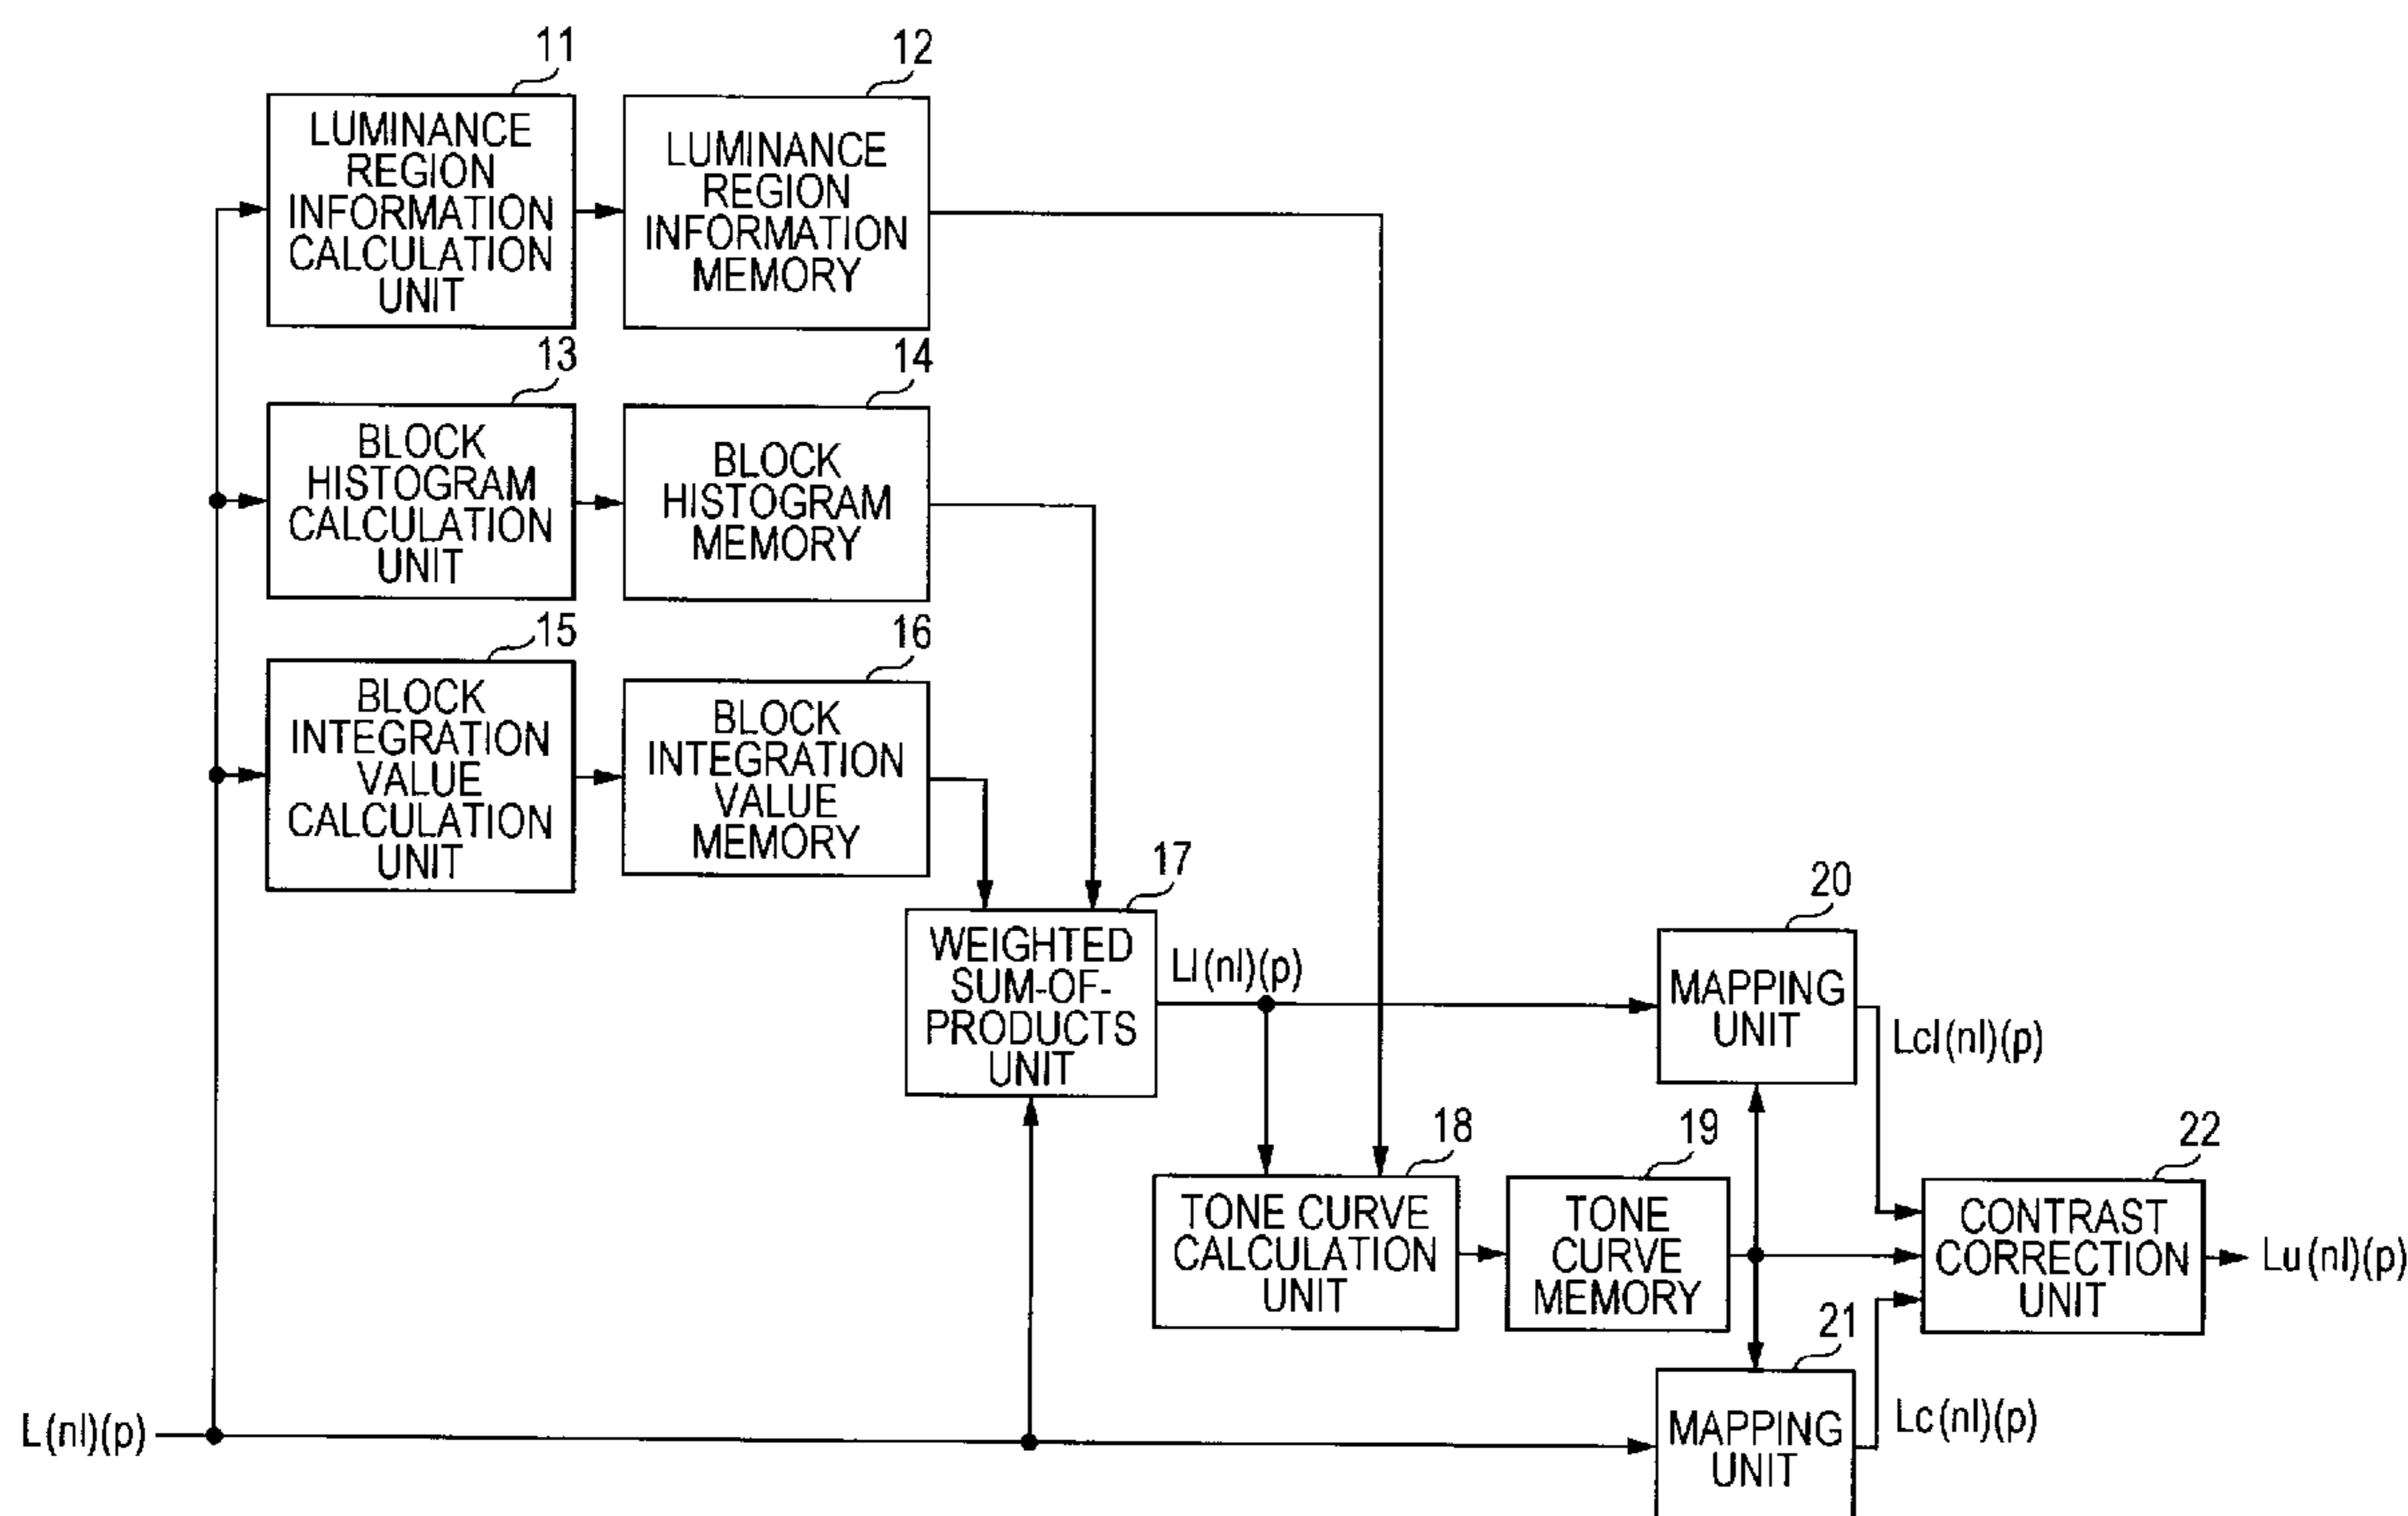 11
LUMINANCE
REGION
INFORMATION
CALCULATION
UNIT
12
LUMINANCE
REGION
INFORMATION
MEMORY
13
BLOCK
HISTOGRAM
CALCULATION
UNIT
14
BLOCK
HISTOGRAM
MEMORY
15
BLOCK
INTEGRATION
VALUE
CALCULATION
UNIT
16
BLOCK
INTEGRATION
VALUE
MEMORY
17
WEIGHTED
SUM-OF-
PRODUCTS
UNIT
Ll(nl)(p)
20
MAPPING
UNIT
Lcl(nl)(p)
18
TONE CURVE
CALCULATION
UNIT
19
TONE
CURVE
MEMORY
22
CONTRAST
CORRECTION
UNIT
Lu(nl)(p)
21
MAPPING
UNIT
Lc(nl)(p)
L(nl)(p)